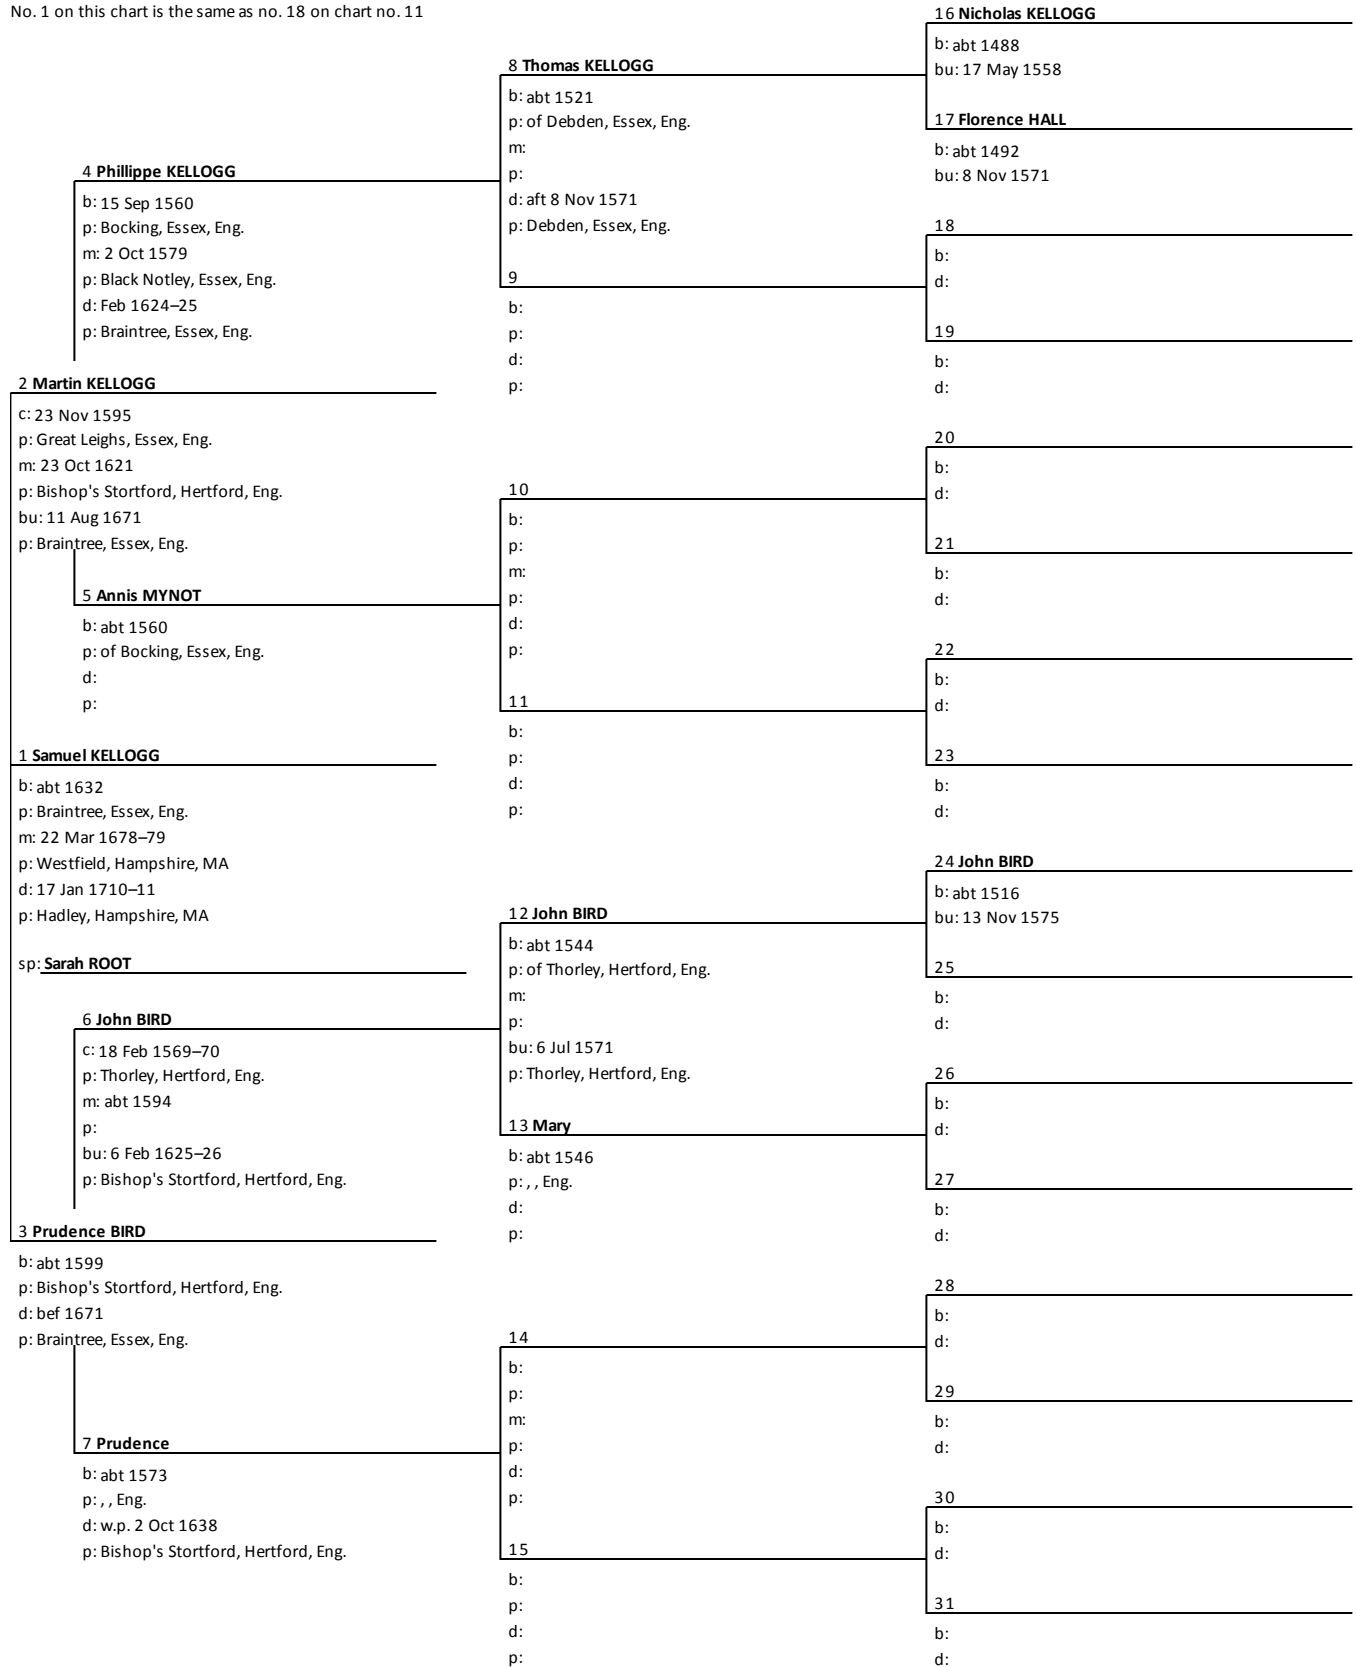 No. 1 on this chart is the same as no. 18 on chart no. 11
2 Martin KELLOGG
c: 23 Nov 1595
p: Great Leighs, Essex, Eng.
m: 23 Oct 1621
p: Bishop's Stortford, Hertford, Eng.
bu: 11 Aug 1671
p: Braintree, Essex, Eng.
1 Samuel KELLOGG
b: abt 1632
p: Braintree, Essex, Eng.
m: 22 Mar 1678–79
p: Westfield, Hampshire, MA
d: 17 Jan 1710–11
p: Hadley, Hampshire, MA
sp: Sarah ROOT
3 Prudence BIRD
b: abt 1599
p: Bishop's Stortford, Hertford, Eng.
d: bef 1671
p: Braintree, Essex, Eng.
4 Phillippe KELLOGG
b: 15 Sep 1560
p: Bocking, Essex, Eng.
m: 2 Oct 1579
p: Black Notley, Essex, Eng.
d: Feb 1624–25
p: Braintree, Essex, Eng.
5 Annis MYNOT
b: abt 1560
p: of Bocking, Essex, Eng.
d:
p:
6 John BIRD
c: 18 Feb 1569–70
p: Thorley, Hertford, Eng.
m: abt 1594
p:
bu: 6 Feb 1625–26
p: Bishop's Stortford, Hertford, Eng.
7 Prudence
b: abt 1573
p: , , Eng.
d: w.p. 2 Oct 1638
p: Bishop's Stortford, Hertford, Eng.
8 Thomas KELLOGG
b: abt 1521
p: of Debden, Essex, Eng.
m:
p:
d: aft 8 Nov 1571
p: Debden, Essex, Eng.
9
b:
p:
d:
p:
10
b:
p:
m:
p:
d:
p:
11
b:
p:
d:
p:
12 John BIRD
b: abt 1544
p: of Thorley, Hertford, Eng.
m:
p:
bu: 6 Jul 1571
p: Thorley, Hertford, Eng.
13 Mary
b: abt 1546
p: , , Eng.
d:
p:
14
b:
p:
m:
p:
d:
p:
15
b:
p:
d:
p:
16 Nicholas KELLOGG
b: abt 1488
bu: 17 May 1558
17 Florence HALL
b: abt 1492
bu: 8 Nov 1571
18
b:
d:
19
b:
d:
20
b:
d:
21
b:
d:
22
b:
d:
23
b:
d:
24 John BIRD
b: abt 1516
bu: 13 Nov 1575
25
b:
d:
26
b:
d:
27
b:
d:
28
b:
d:
29
b:
d:
30
b:
d:
31
b:
d: